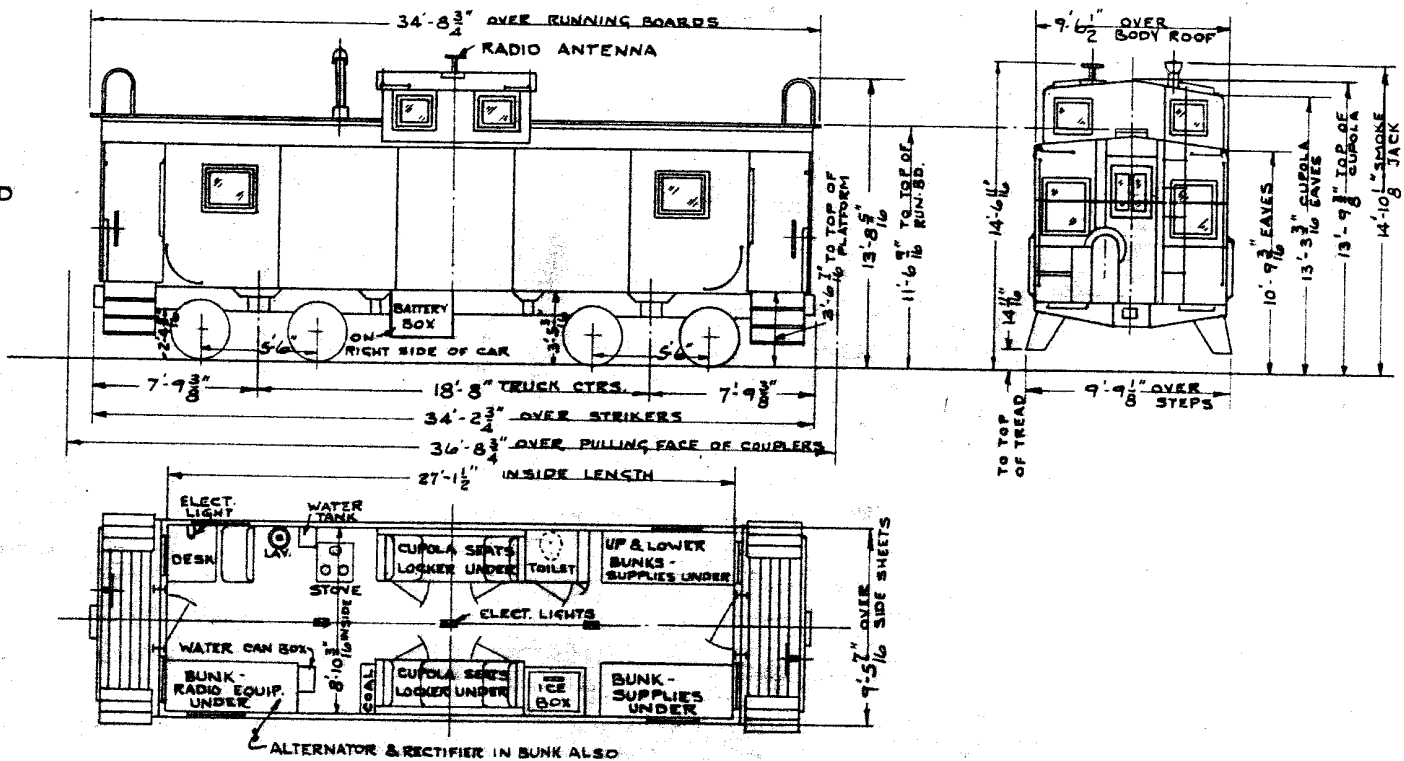 34'-8 3/4" OVER RUNNING BOARDS
RADIO ANTENNA
9'-6 1/2" OVER
BODY ROOF
D
BATTERY
BOX
ON
RIGHT SIDE OF CAR
5'-6"
5'-6"
2'-4 3/16"
3'-5 3/16"
3'-6 1/16" TO TOP OF
PLATFORM
13'-8 5/16"
11'-6 9/16" TO TOP OF
RUN. BD.
14'-6 11/16"
14 11/16"
10'-9 3/16" EAVES
13'-3 3/16" CUPOLA
EAVES
13'-9 3/8" TOP OF
CUPOLA
14'-10 1/8" SMOKE
JACK
7'-9 3/8"
18'-8" TRUCK CTRS.
7'-9 3/8"
9'-9 1/8" OVER
STEPS
34'-2 3/4" OVER STRIKERS
TO TOP
OF TREAD
36'-8 3/4" OVER PULLING FACE OF COUPLERS
27'-1 1/2" INSIDE LENGTH
ELECT.
LIGHT
WATER
TANK
DESK
LAV.
STOVE
CUPOLA SEATS
LOCKER UNDER
TOILET
UP & LOWER
BUNKS-
SUPPLIES UNDER
ELECT. LIGHTS
8'-10 " INSIDE
9'-5 7/16" OVER
SIDE SHEETS
WATER CAN BOX
BUNK-
RADIO EQUIP.
UNDER
COAL
CUPOLA SEATS
LOCKER UNDER
ICE
BOX
BUNK-
SUPPLIES
UNDER
ALTERNATOR & RECTIFIER IN BUNK ALSO